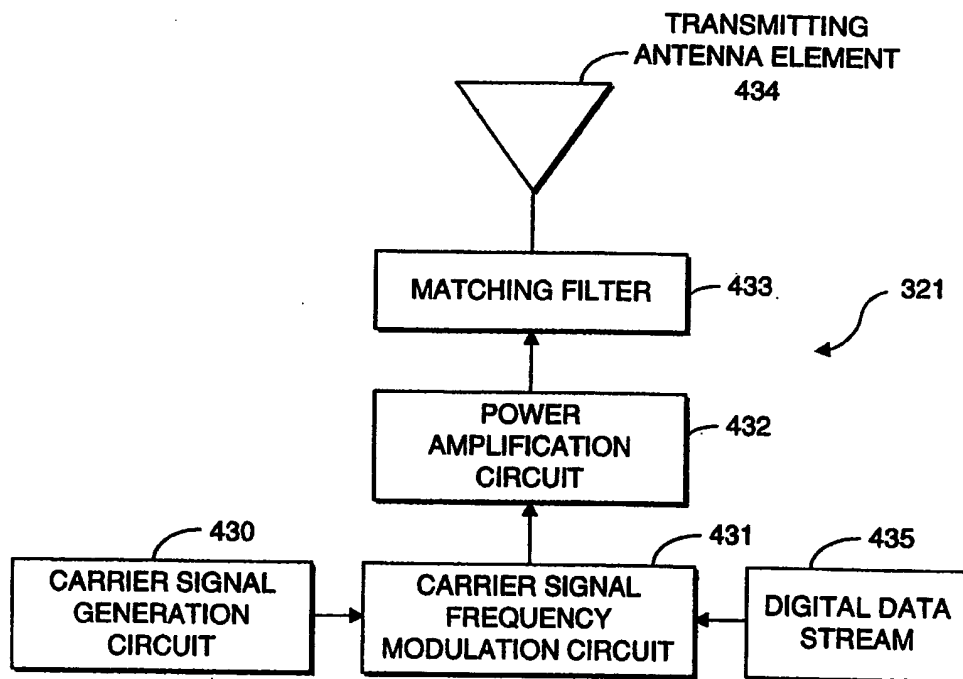 TRANSMITTING
ANTENNA ELEMENT
434
MATCHING FILTER
433
321
POWER
AMPLIFICATION
CIRCUIT
432
430
CARRIER SIGNAL
GENERATION
CIRCUIT
431
CARRIER SIGNAL
FREQUENCY
MODULATION CIRCUIT
435
DIGITAL DATA
STREAM